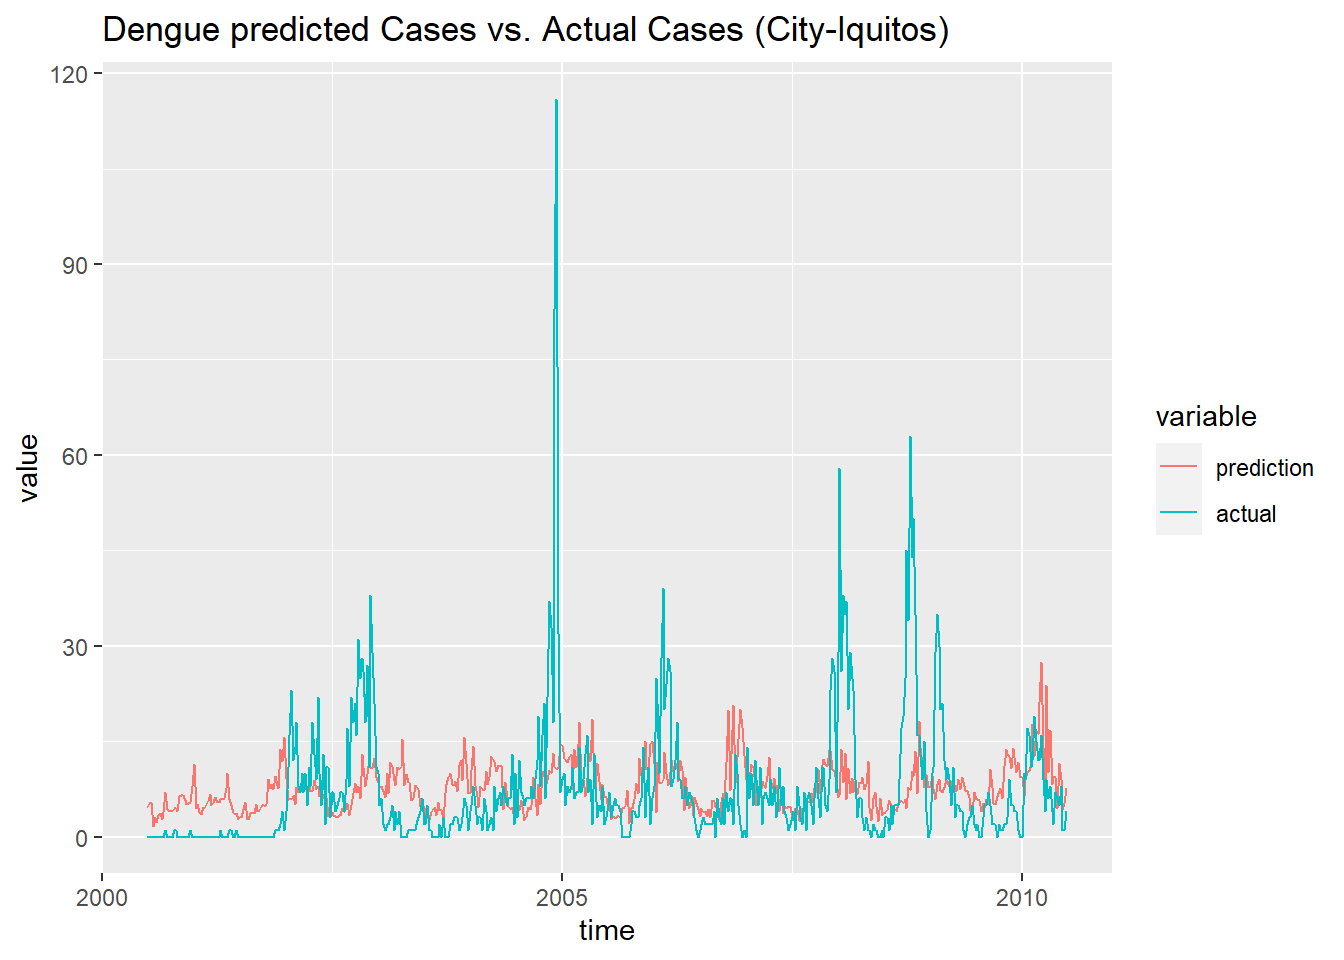 Dengue predicted Cases vs. Actual Cases (City-Iquitos)
120
90
60
30
0
value
2000
2005
2010
time
variable
prediction
actual